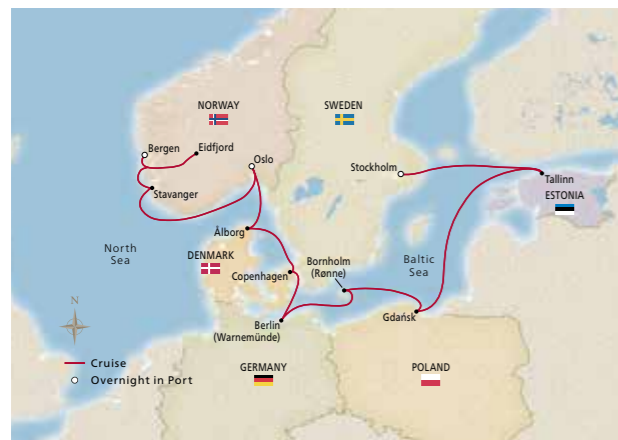 NORWAY
SWEDEN
Bergen
Eidfjord
Oslo
Stockholm
Tallinn
Stavanger
ESTONIA
Ålborg
North
Sea
DENMARK
Bornholm
(Rønne)
Baltic
Sea
Copenhagen
N
Gdańsk
Berlin
(Warnemünde)
Cruise
GERMANY
POLAND
Overnight in Port